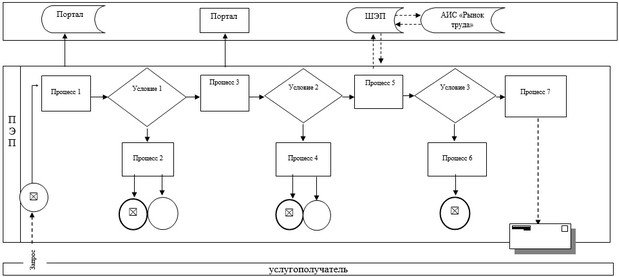 Портал
Портал
ШЭП
АИС «Рынок
труда»
ПЭП
Процесс 1
Условие 1
Процесс 3
Условие 2
Процесс 5
Условие 3
Процесс 7
Процесс 2
Процесс 4
Процесс 6
Запрос
услугополучатель